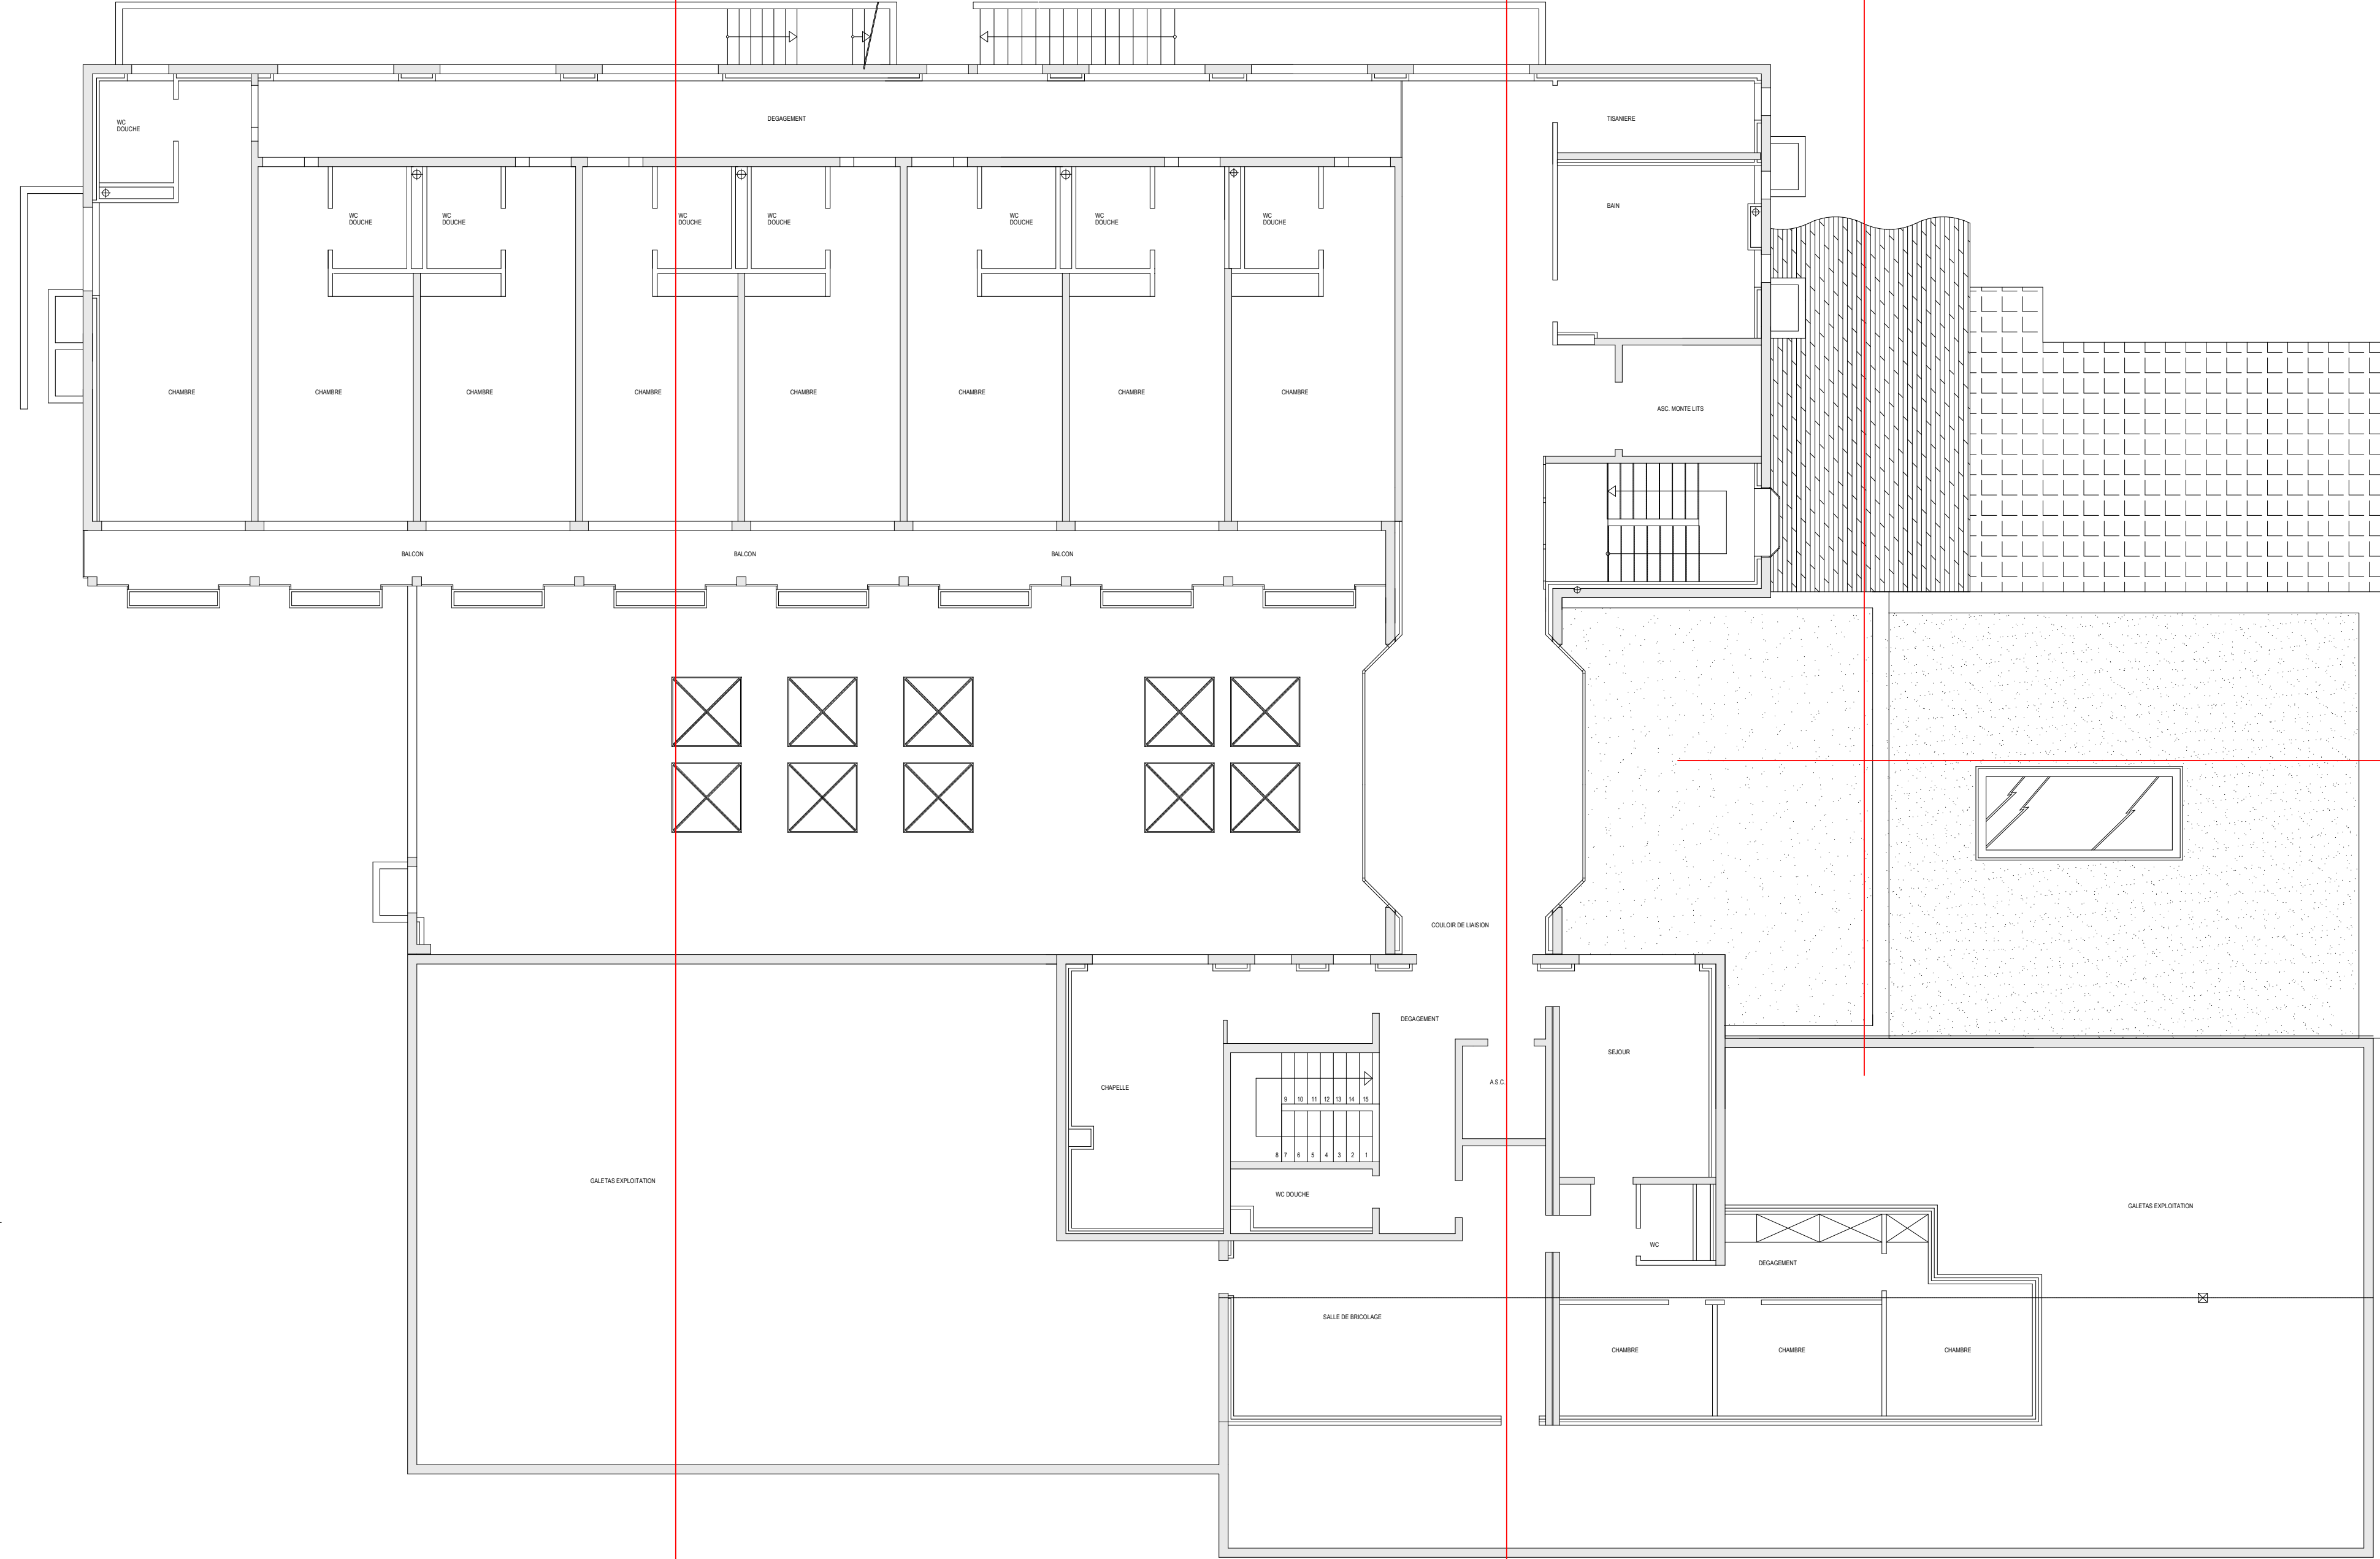 WC
DOUCHE
DEGAGEMENT
TISANIERE
BAIN
WC
DOUCHE
WC
DOUCHE
WC
DOUCHE
WC
DOUCHE
WC
DOUCHE
WC
DOUCHE
WC
DOUCHE
CHAMBRE
CHAMBRE
CHAMBRE
CHAMBRE
CHAMBRE
CHAMBRE
CHAMBRE
CHAMBRE
ASC. MONTE LITS
BALCON
BALCON
BALCON
COULOIR DE LIAISION
DEGAGEMENT
SEJOUR
CHAPELLE
A.S.C.
9 10 11 12 13 14 15
8 7 6 5 4 3 2 1
GALETAS EXPLOITATION
WC DOUCHE
GALETAS EXPLOITATION
WC
DEGAGEMENT
SALLE DE BRICOLAGE
CHAMBRE
CHAMBRE
CHAMBRE